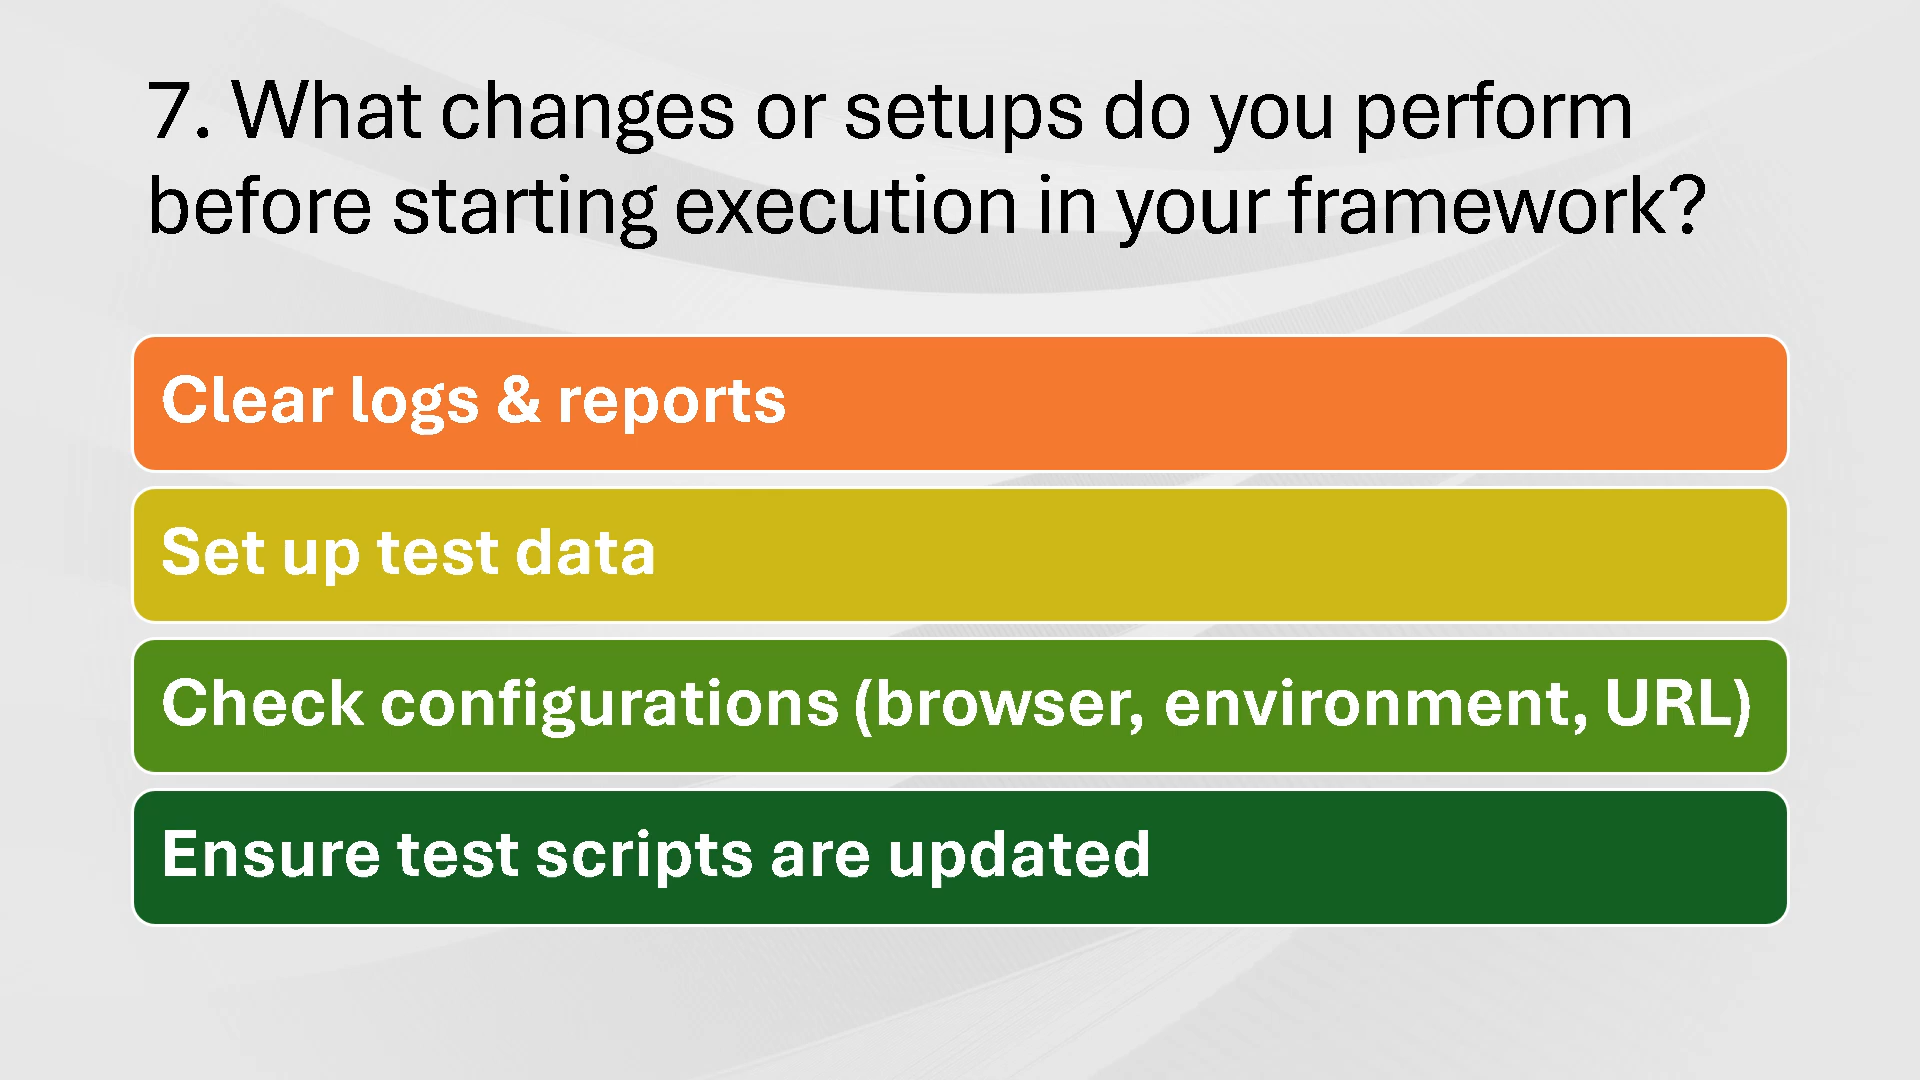 7. What changes or setups do you perform
before starting execution in your framework?
Clear logs & reports
Set up test data
Check configurations (browser, environment, URL)
Ensure test scripts are updated